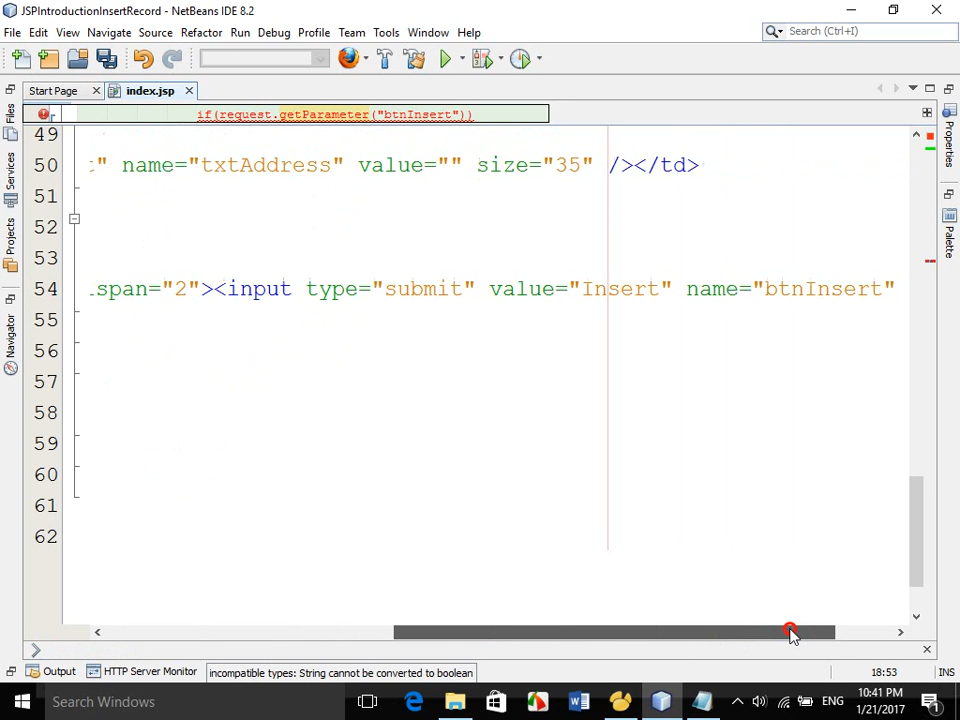 JSPIntroductionInsertRecord - NetBeans IDE 8.2
File Edit View Navigate Source Refactor Run Debug Profile Team Tools Window Help
Search (Ctrl+I)
Start Page
index.jsp
Files
Services
Projects
Navigator
Properties
Palette
if(request.getParameter("btnInsert"))
49
50 t" name="txtAddress" value="" size="35" /></td>
51
52
53
54 span="2"><input type="submit" value="Insert" name="btnInsert"
55
56
57
58
59
60
61
62
Output
HTTP Server Monitor
incompatible types: String cannot be converted to boolean
18:53
INS
Search Windows
ENG
10:41 PM
1/21/2017
1